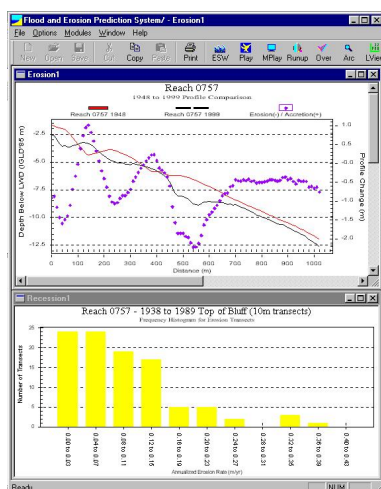 Flood and Erosion Prediction System/ - Erosion1
File Options Modules Window Help
New Open Save Cut Copy Paste Print ESW Play MPlay Runup Over Arc LView
Erosion1
Reach 0757
1948 to 1999 Profile Comparison
Reach 0757 1948 Reach 0757 1999 Erosion(-) / Accretion(+)
Depth Below LWD (IGLD'85 m)
-2.5
-5.0
-7.5
-10.0
-12.5
1.0
0.5
-0.0
-0.5
-1.0
-1.5
-2.0
Profile Change (m)
0 100 200 300 400 500 600 700 800 900 1000
Distance (m)
Recession1
Reach 0757 - 1938 to 1989 Top of Bluff (10m transects)
Frequency Histogram for Erosion Transects
Number of Transects
25
20
15
10
5
0
0.00 to 0.03 0.04 to 0.07 0.08 to 0.11 0.12 to 0.15 0.16 to 0.19 0.20 to 0.23 0.24 to 0.27 0.28 to 0.31 0.32 to 0.35 0.36 to 0.39 0.40 to 0.43
Annualized Erosion Rate (m/yr)
Ready NUM